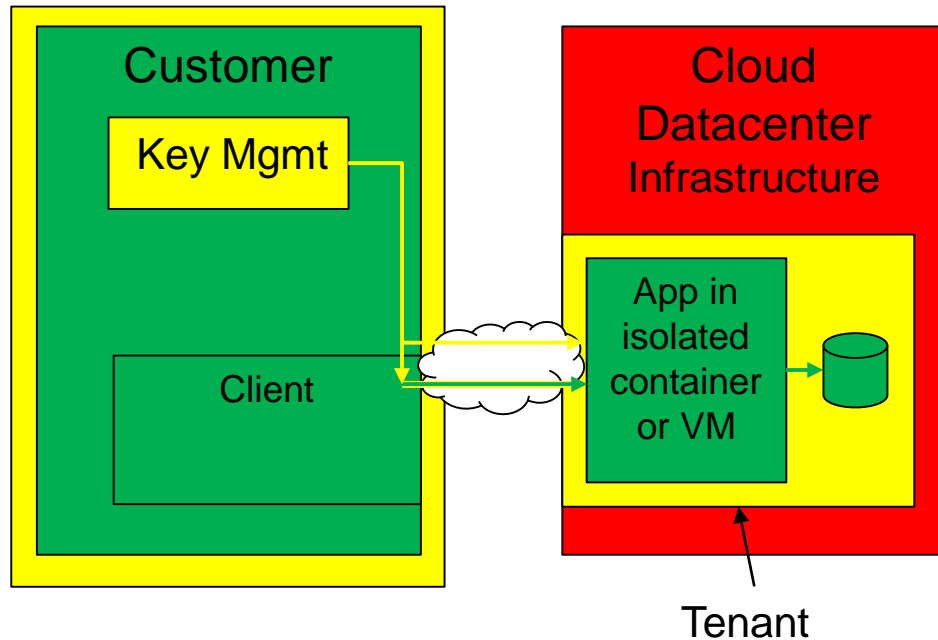 Customer
Key Mgmt
Client
Cloud
Datacenter
Infrastructure
App in
isolated
container
or VM
Tenant